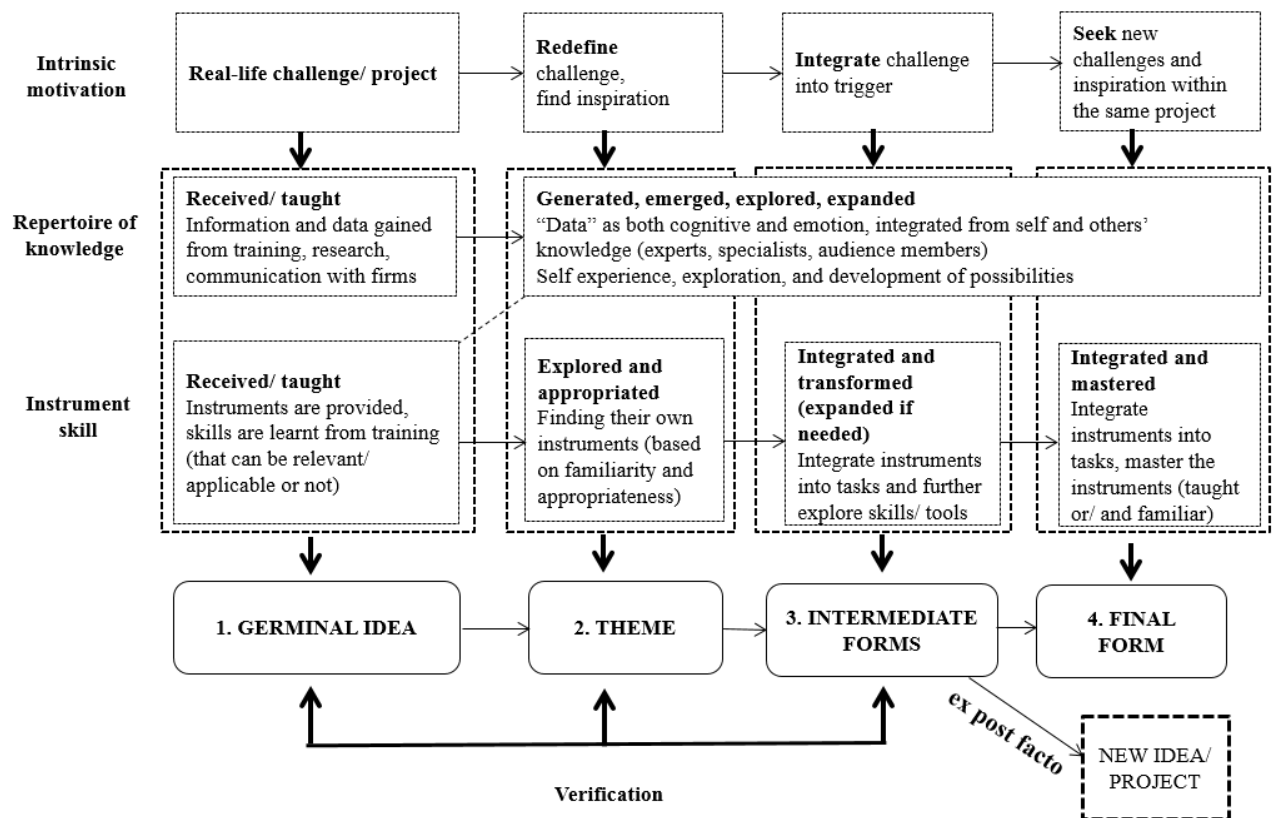 Intrinsic
motivation
Real-life challenge/ project
Redefine
challenge,
find inspiration
Integrate challenge
into trigger
Seek new
challenges and
inspiration within
the same project
Repertoire of
knowledge
Received/ taught
Information and data gained
from training, research,
communication with firms
Generated, emerged, explored, expanded
“Data” as both cognitive and emotion, integrated from self and others’
knowledge (experts, specialists, audience members)
Self experience, exploration, and development of possibilities
Instrument
skill
Received/ taught
Instruments are provided,
skills are learnt from training
(that can be relevant/
applicable or not)
Explored and
appropriated
Finding their own
instruments (based
on familiarity and
appropriateness)
Integrated and
transformed
(expanded if
needed)
Integrate instruments
into tasks and further
explore skills/ tools
Integrated and
mastered
Integrate
instruments into
tasks, master the
instruments (taught
or/ and familiar)
1. GERMINAL IDEA
2. THEME
3. INTERMEDIATE
FORMS
4. FINAL
FORM
ex post facto
NEW IDEA/
PROJECT
Verification